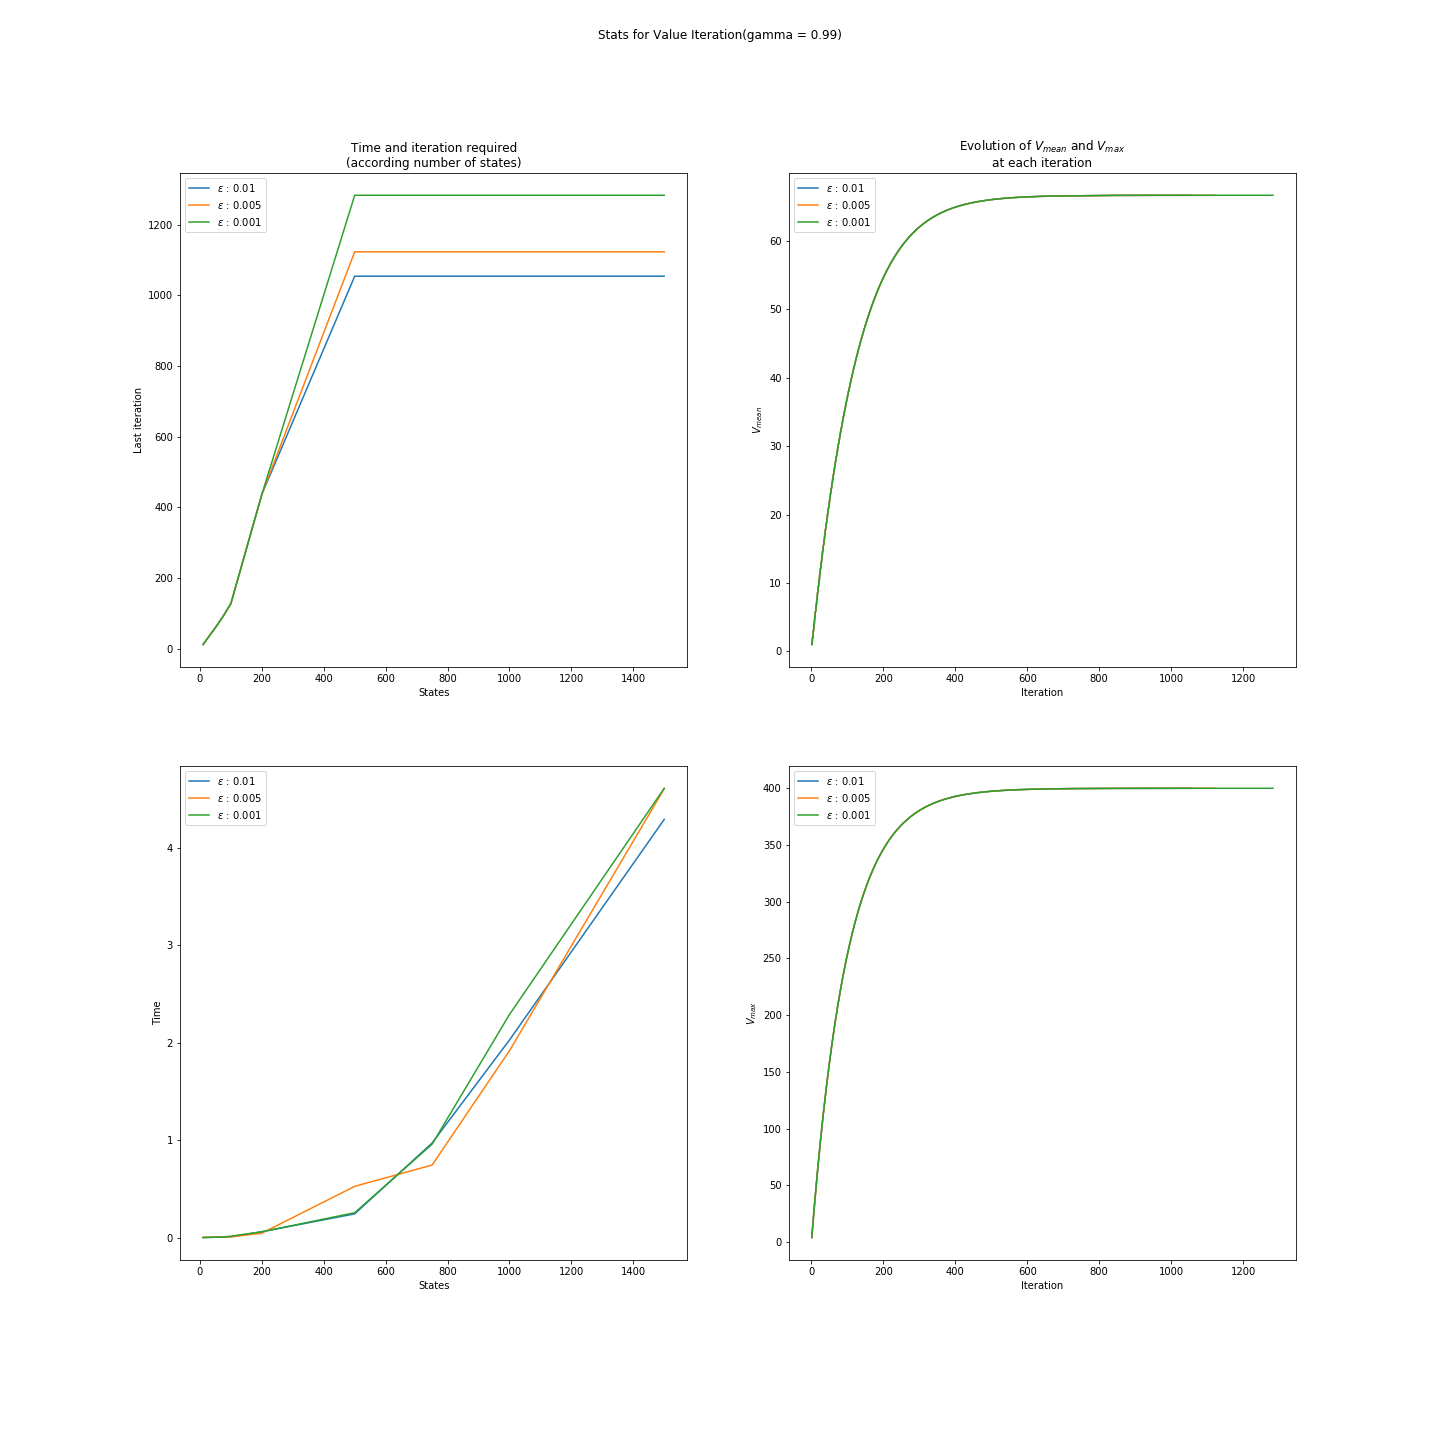 Stats for Value Iteration(gamma = 0.99)
Time and iteration required
(according number of states)
ε : 0.01
ε : 0.005
ε : 0.001
1200
1000
800
600
400
200
0
Last iteration
0 200 400 600 800 1000 1200 1400
States
Evolution of V_mean and V_max
at each iteration
ε : 0.01
ε : 0.005
ε : 0.001
60
50
40
30
20
10
0
V_mean
0 200 400 600 800 1000 1200
Iteration
ε : 0.01
ε : 0.005
ε : 0.001
4
3
2
1
0
Time
0 200 400 600 800 1000 1200 1400
States
ε : 0.01
ε : 0.005
ε : 0.001
400
350
300
250
200
150
100
50
0
V_max
0 200 400 600 800 1000 1200
Iteration